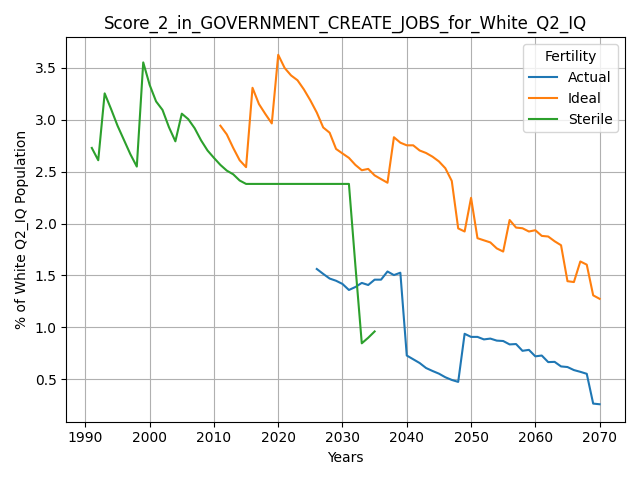 Score_2_in_GOVERNMENT_CREATE_JOBS_for_White_Q2_IQ
Fertility
Actual
Ideal
Sterile
% of White Q2_IQ Population
3.5
3.0
2.5
2.0
1.5
1.0
0.5
1990 2000 2010 2020 2030 2040 2050 2060 2070
Years